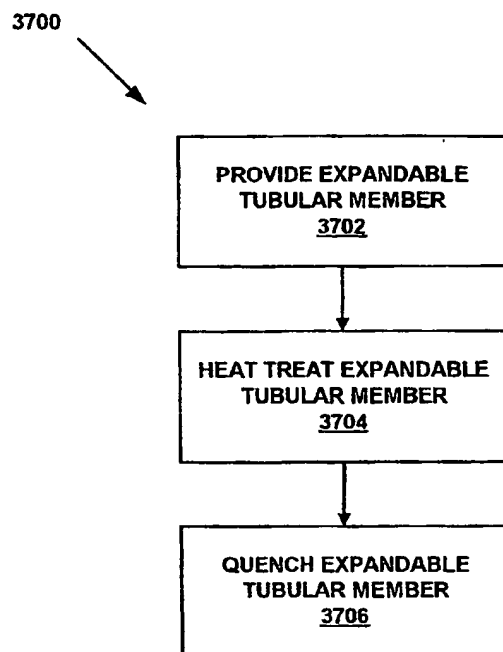 3700
PROVIDE EXPANDABLE
TUBULAR MEMBER
3702
HEAT TREAT EXPANDABLE
TUBULAR MEMBER
3704
QUENCH EXPANDABLE
TUBULAR MEMBER
3706